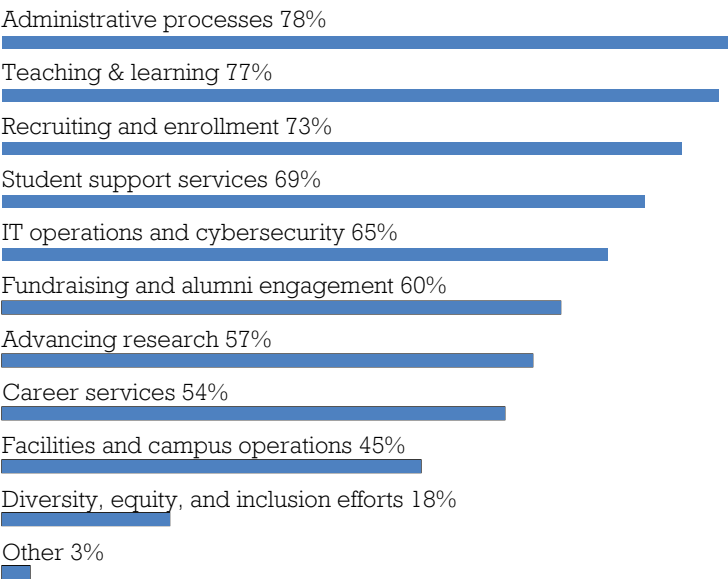 Administrative processes 78%
Teaching & learning 77%
Recruiting and enrollment 73%
Student support services 69%
IT operations and cybersecurity 65%
Fundraising and alumni engagement 60%
Advancing research 57%
Career services 54%
Facilities and campus operations 45%
Diversity, equity, and inclusion efforts 18%
Other 3%